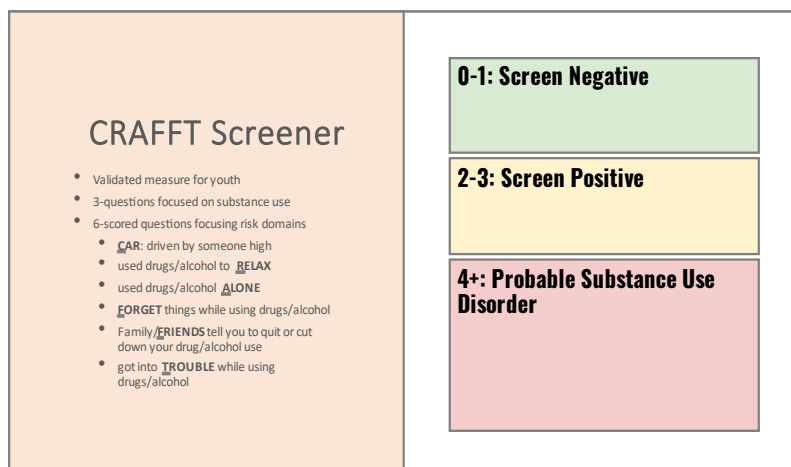 CRAFFT Screener
• Validated measure for youth
• 3-questions focused on substance use
• 6-scored questions focusing risk domains
• CAR: driven by someone high
• used drugs/alcohol to RELAX
• used drugs/alcohol ALONE
• FORGET things while using drugs/alcohol
• Family/FRIENDS tell you to quit or cut
down your drug/alcohol use
• got into TROUBLE while using
drugs/alcohol
0-1: Screen Negative
2-3: Screen Positive
4+: Probable Substance Use
Disorder